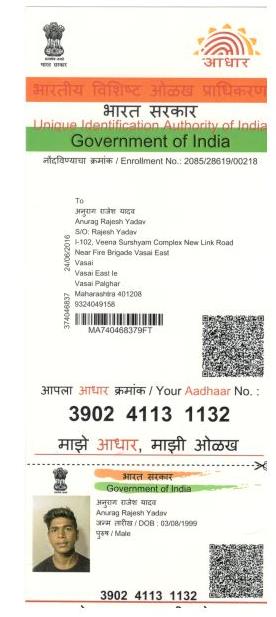 भारत सरकार
आधार
भारतीय विशिष्ट ओळख प्राधिकरण
भारत सरकार
Unique Identification Authority of India
Government of India
नोंदविण्याचा क्रमांक / Enrollment No.: 2085/28619/00218
To
अनुराग राजेश यादव
Anurag Rajesh Yadav
S/O: Rajesh Yadav
I-102, Veena Surshyam Complex New Link Road
Near Fire Brigade Vasai East
Vasai
Vasai East Ie
Vasai Palghar
Maharashtra 401208
9324049158
24/06/2016
374046837
MA740468379FT
आपला आधार क्रमांक / Your Aadhaar No. :
3902 4113 1132
माझे आधार, माझी ओळख
भारत सरकार
Government of India
अनुराग राजेश यादव
Anurag Rajesh Yadav
जन्म तारीख / DOB : 03/08/1999
पुरुष / Male
3902 4113 1132